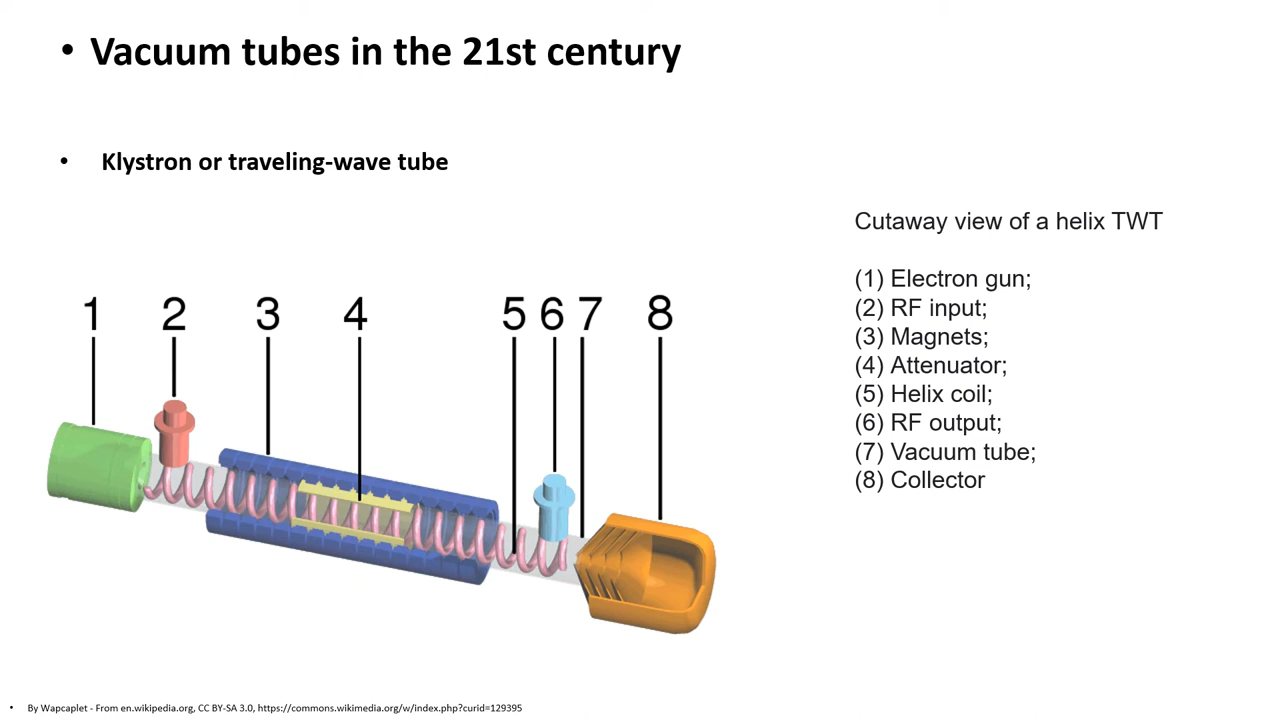 • Vacuum tubes in the 21st century
• Klystron or traveling-wave tube
Cutaway view of a helix TWT
(1) Electron gun;
(2) RF input;
(3) Magnets;
(4) Attenuator;
(5) Helix coil;
(6) RF output;
(7) Vacuum tube;
(8) Collector
1 2 3 4 5 6 7 8
• By Wapcaplet - From en.wikipedia.org, CC BY-SA 3.0, https://commons.wikimedia.org/w/index.php?curid=129395